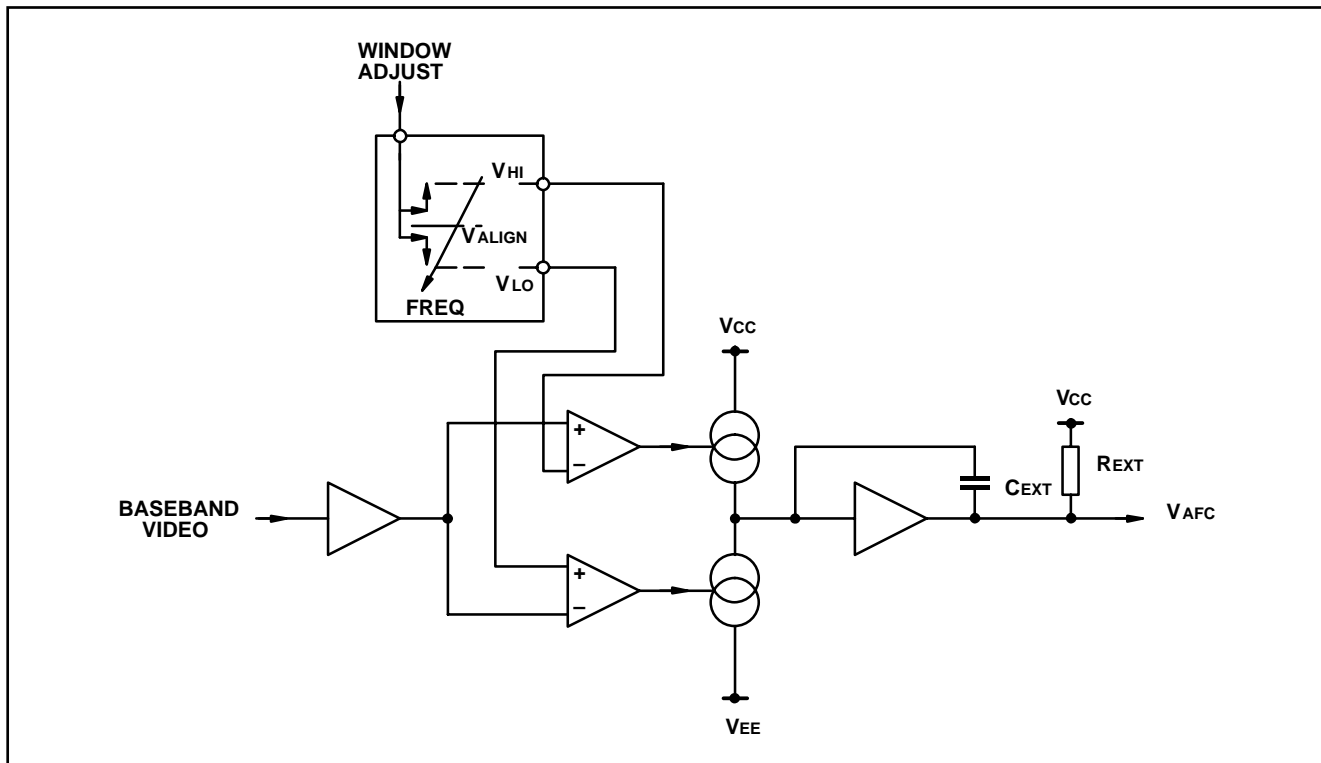 WINDOW
ADJUST
VHI
VALIGN
VLO
FREQ
VCC
VCC
+
−
REXT
CEXT
BASEBAND
VIDEO
VAFC
+
−
VEE